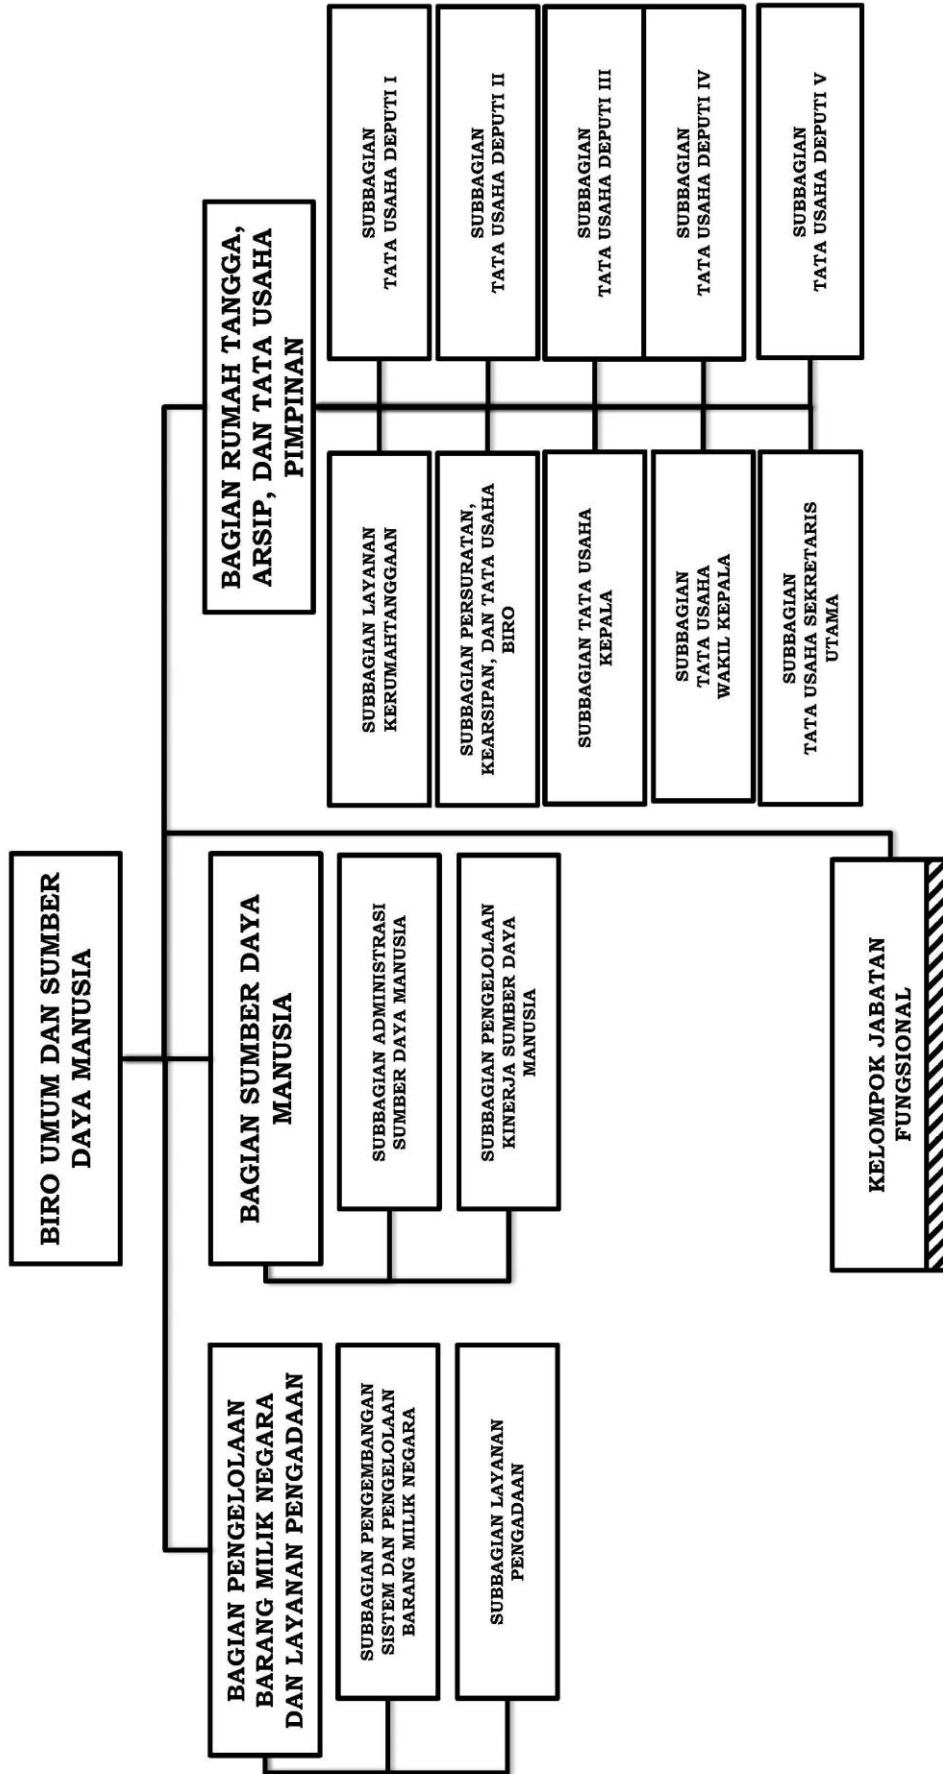 BIRO UMUM DAN SUMBER
DAYA MANUSIA
BAGIAN PENGELOLAAN
BARANG MILIK NEGARA
DAN LAYANAN PENGADAAN
SUBBAGIAN PENGEMBANGAN
SISTEM DAN PENGELOLAAN
BARANG MILIK NEGARA
SUBBAGIAN LAYANAN
PENGADAAN
BAGIAN SUMBER DAYA
MANUSIA
SUBBAGIAN ADMINISTRASI
SUMBER DAYA MANUSIA
SUBBAGIAN PENGELOLAAN
KINERJA SUMBER DAYA
MANUSIA
BAGIAN RUMAH TANGGA,
ARSIP, DAN TATA USAHA
PIMPINAN
SUBBAGIAN LAYANAN
KERUMAHTANGGAAN
SUBBAGIAN PERSURATAN,
KEARSIPAN, DAN TATA USAHA
BIRO
SUBBAGIAN TATA USAHA
KEPALA
SUBBAGIAN
TATA USAHA
WAKIL KEPALA
SUBBAGIAN
TATA USAHA SEKRETARIS
UTAMA
SUBBAGIAN
TATA USAHA DEPUTI I
SUBBAGIAN
TATA USAHA DEPUTI II
SUBBAGIAN
TATA USAHA DEPUTI III
SUBBAGIAN
TATA USAHA DEPUTI IV
SUBBAGIAN
TATA USAHA DEPUTI V
KELOMPOK JABATAN
FUNGSIONAL